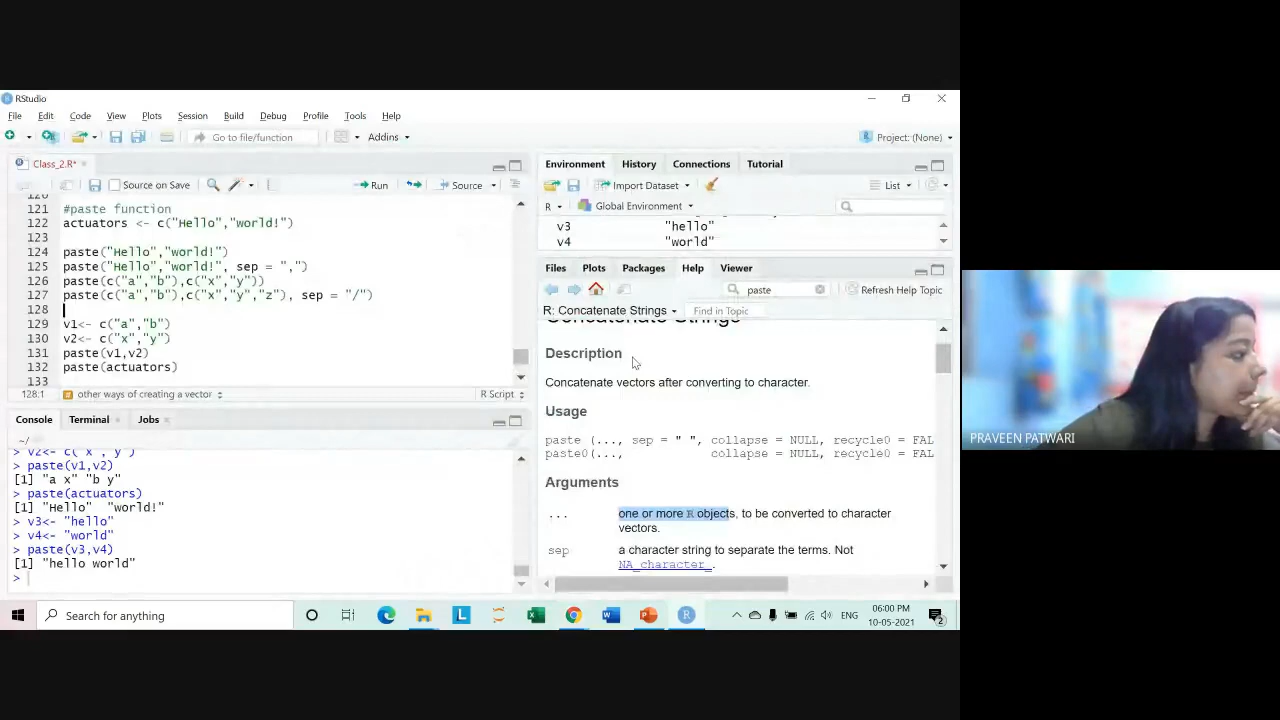 RStudio
File Edit Code View Plots Session Build Debug Profile Tools Help
Go to file/function Addins Project: (None)
Class_2.R*
Source on Save Run Source
121 #paste function
122 actuators <- c("Hello","world!")
123
124 paste("Hello","world!")
125 paste("Hello","world!", sep = ",")
126 paste(c("a","b"),c("x","y"))
127 paste(c("a","b"),c("x","y","z"), sep = "/")
128
129 v1<- c("a","b")
130 v2<- c("x","y")
131 paste(v1,v2)
132 paste(actuators)
133
128:1 # other ways of creating a vector R Script
Console Terminal Jobs
~/
> v2<- c("x","y")
> paste(v1,v2)
[1] "a x" "b y"
> paste(actuators)
[1] "Hello" "world!"
> v3<- "hello"
> v4<- "world"
> paste(v3,v4)
[1] "hello world"
>
Environment History Connections Tutorial
Import Dataset List
R Global Environment
v3 "hello"
v4 "world"
Files Plots Packages Help Viewer
paste Refresh Help Topic
R: Concatenate Strings Find in Topic
Concatenate Strings
Description
Concatenate vectors after converting to character.
Usage
paste (..., sep = " ", collapse = NULL, recycle0 = FAL
paste0(..., collapse = NULL, recycle0 = FAL
Arguments
... one or more R objects, to be converted to character
vectors.
sep a character string to separate the terms. Not
NA_character_.
PRAVEEN PATWARI
Search for anything
ENG
06:00 PM
10-05-2021
2